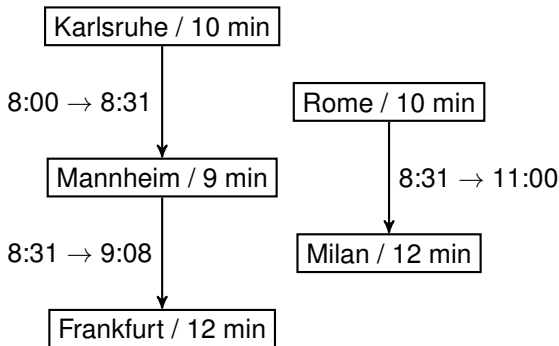 Karlsruhe / 10 min
8:00 → 8:31
Mannheim / 9 min
8:31 → 9:08
Frankfurt / 12 min
Rome / 10 min
8:31 → 11:00
Milan / 12 min